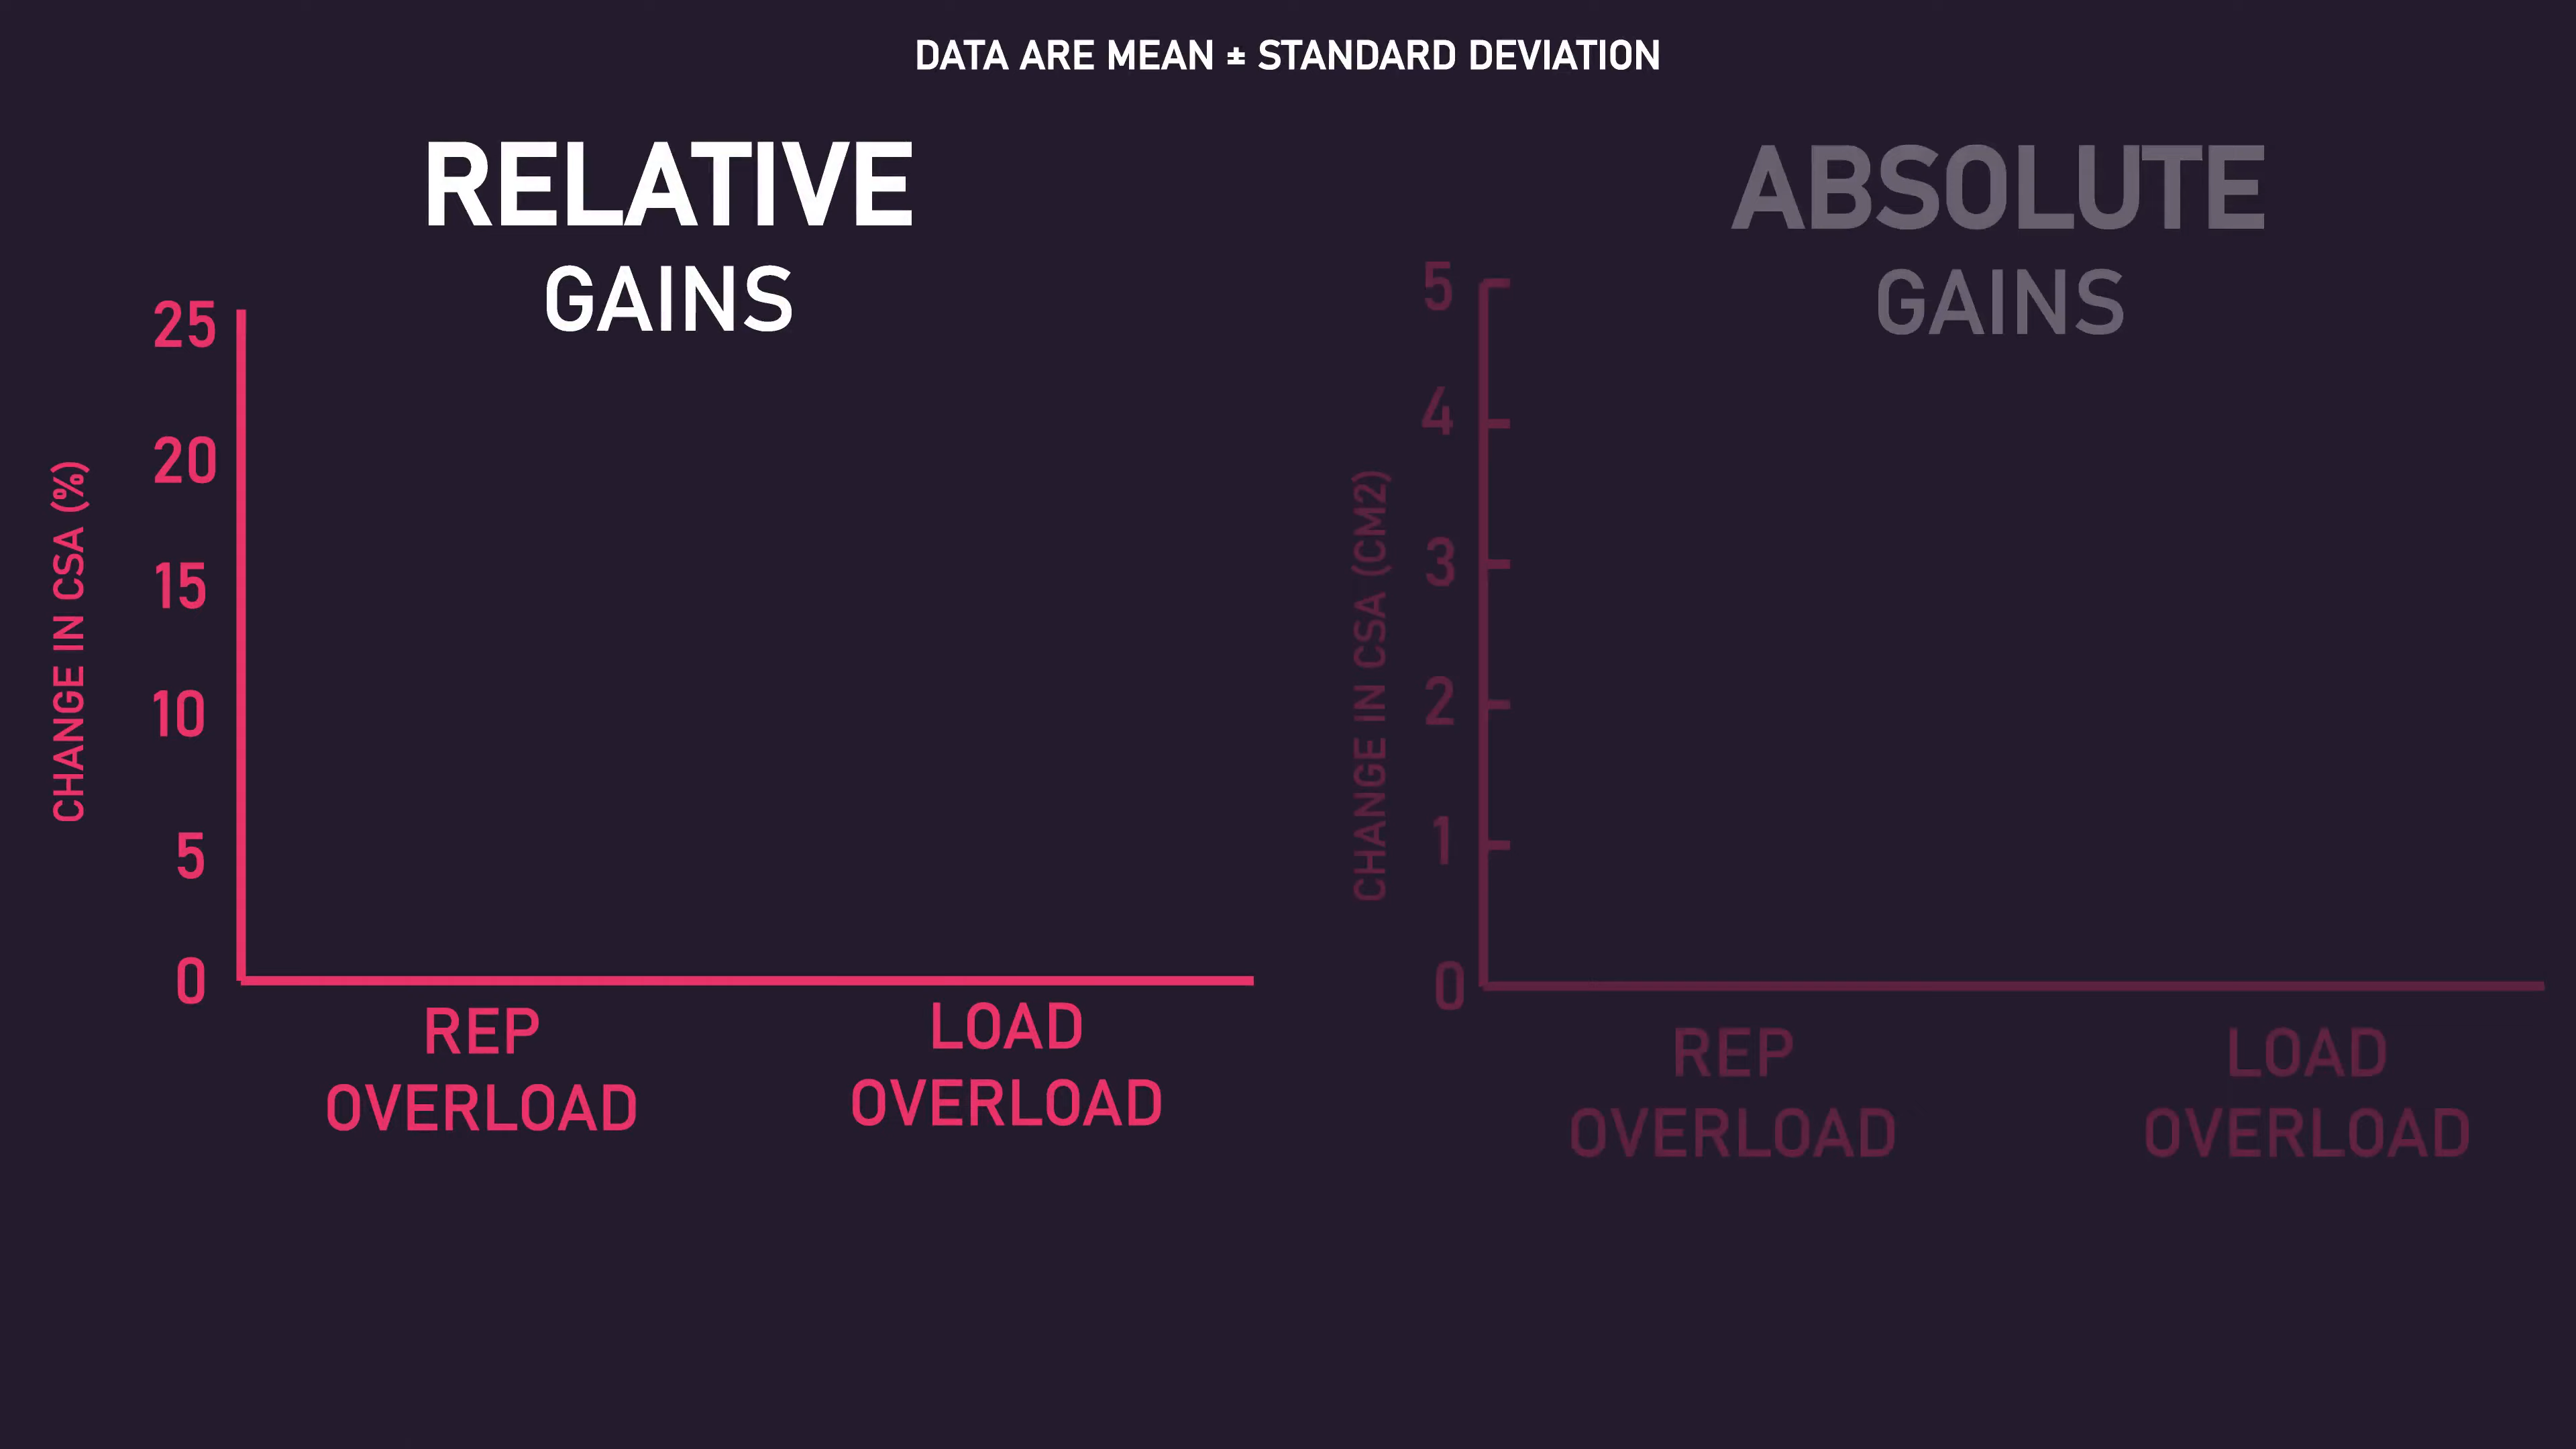 DATA ARE MEAN ± STANDARD DEVIATION
RELATIVE
GAINS
CHANGE IN CSA (%)
25
20
15
10
5
0
REP
OVERLOAD
LOAD
OVERLOAD
ABSOLUTE
GAINS
CHANGE IN CSA (CM2)
5
4
3
2
1
0
REP
OVERLOAD
LOAD
OVERLOAD